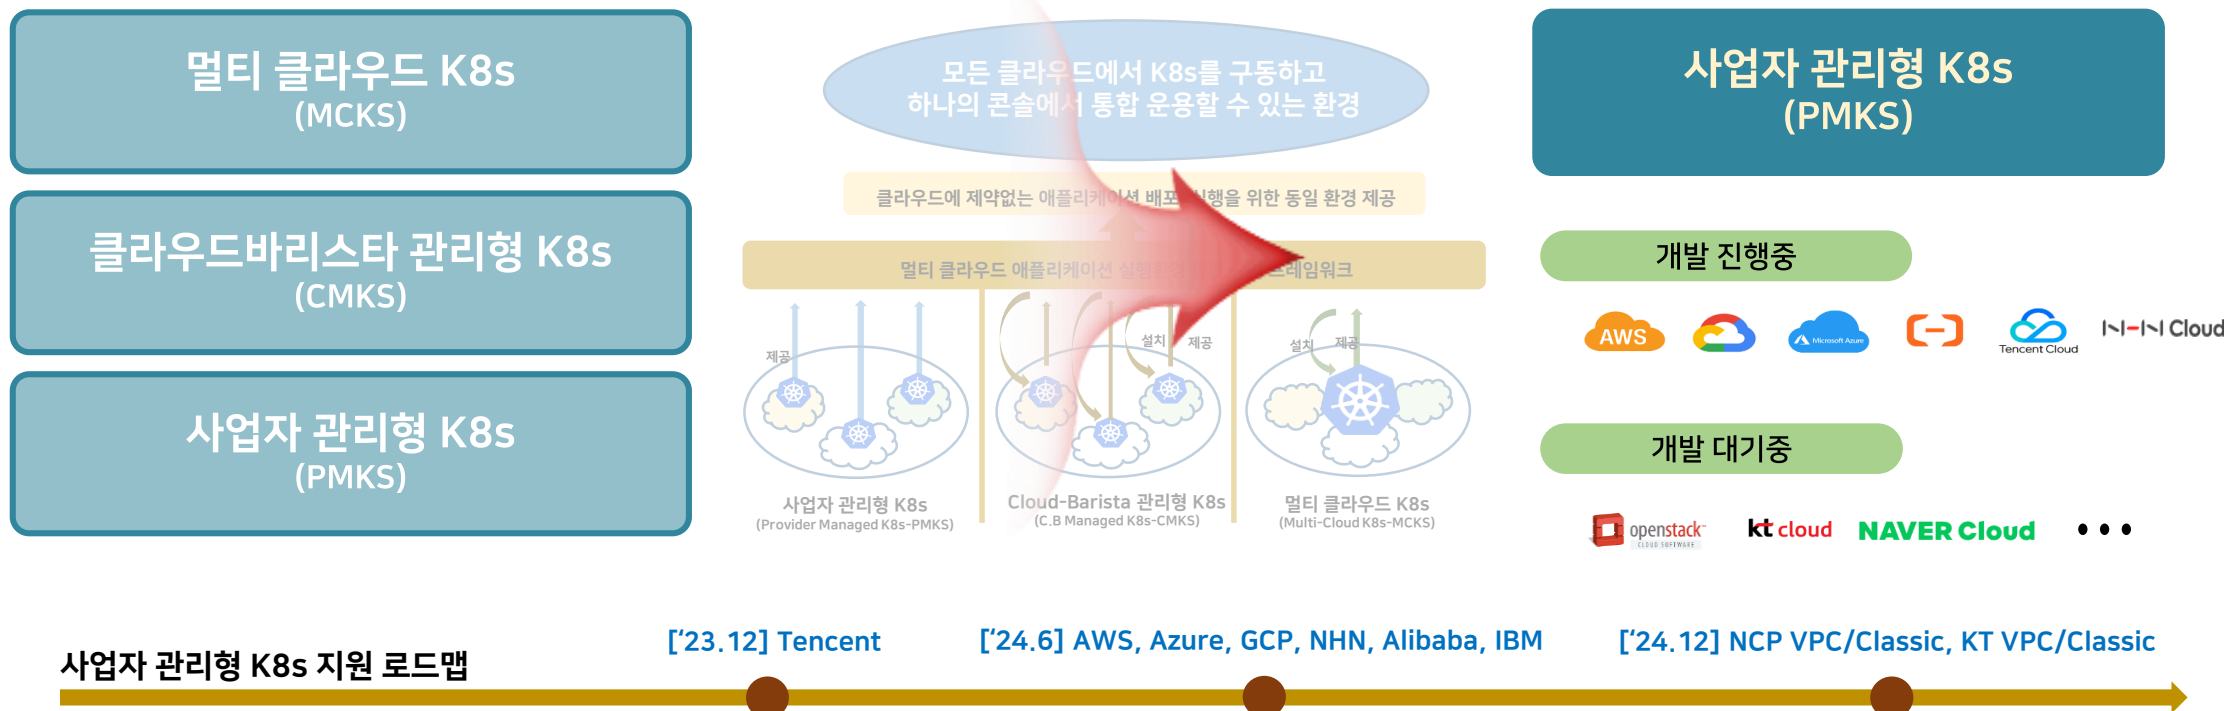 멀티 클라우드 K8s
(MCKS)
클라우드바리스타 관리형 K8s
(CMKS)
사업자 관리형 K8s
(PMKS)
모든 클라우드에서 K8s를 구동하고
하나의 콘솔에서 통합 운용할 수 있는 환경
클라우드에 제약없는 애플리케이션 배포 실행을 위한 동일 환경 제공
멀티 클라우드 애플리케이션 프레임워크
제공
설치
제공
설치
제공
사업자 관리형 K8s
(Provider Managed K8s-PMKS)
Cloud-Barista 관리형 K8s
(C.B Managed K8s-CMKS)
멀티 클라우드 K8s
(Multi-Cloud K8s-MCKS)
사업자 관리형 K8s
(PMKS)
개발 진행중
AWS
Microsoft Azure
Tencent Cloud
NHN Cloud
개발 대기중
openstack
CLOUD SOFTWARE
kt cloud
NAVER Cloud
• • •
사업자 관리형 K8s 지원 로드맵
[‘23.12] Tencent
[‘24.6] AWS, Azure, GCP, NHN, Alibaba, IBM
[‘24.12] NCP VPC/Classic, KT VPC/Classic